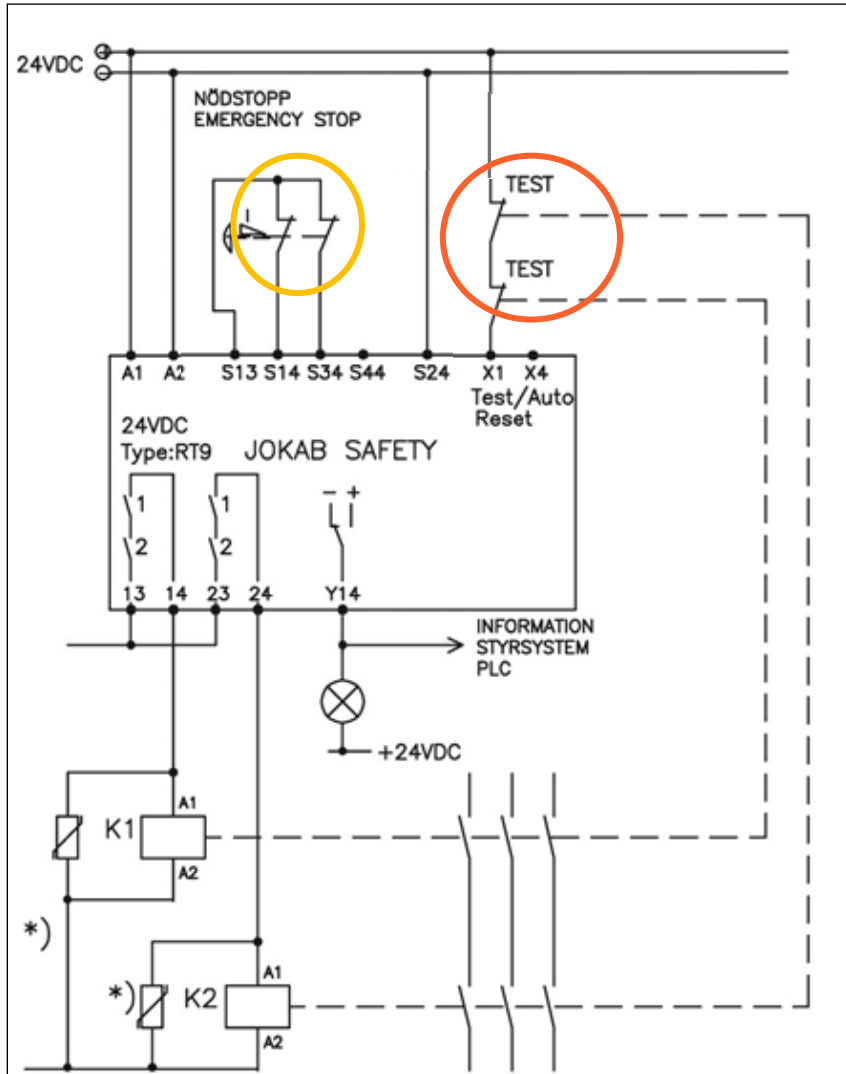 24VDC
NÖDSTOPP
EMERGENCY STOP
TEST
TEST
A1 A2 S13 S14 S34 S44 S24 X1 X4
Test/Auto
Reset
24VDC
Type:RT9 JOKAB SAFETY
1 1 - +
2 2
13 14 23 24 Y14
INFORMATION
STYRSYSTEM
PLC
+24VDC
A1
K1
A2
*)
A1
*) K2
A2